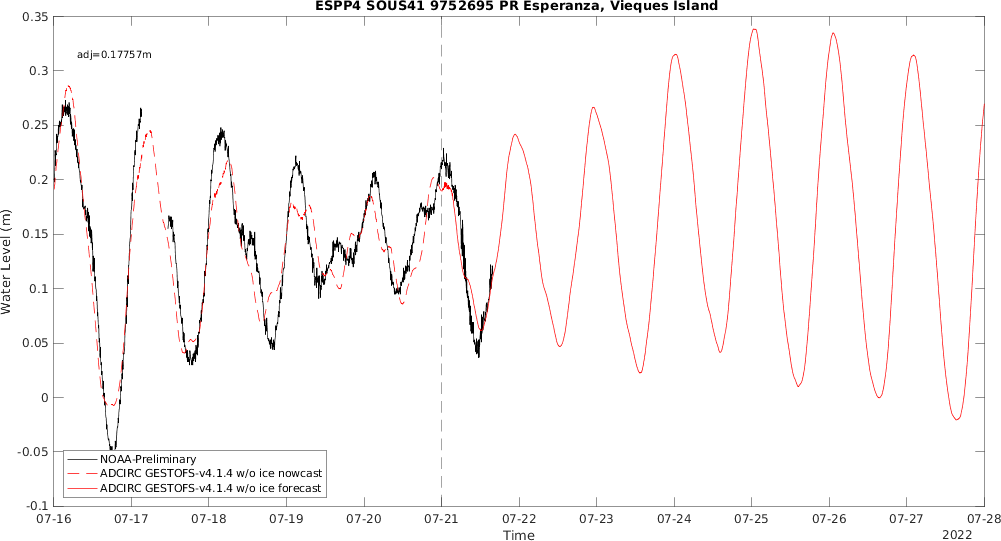 ESPP4 SOUS41 9752695 PR Esperanza, Vieques Island
adj=0.17757m
0.35
0.3
0.25
0.2
0.15
0.1
0.05
0
-0.05
-0.1
Water Level (m)
NOAA-Preliminary
ADCIRC GESTOFS-v4.1.4 w/o ice nowcast
ADCIRC GESTOFS-v4.1.4 w/o ice forecast
07-16 07-17 07-18 07-19 07-20 07-21 07-22 07-23 07-24 07-25 07-26 07-27 07-28
Time
2022